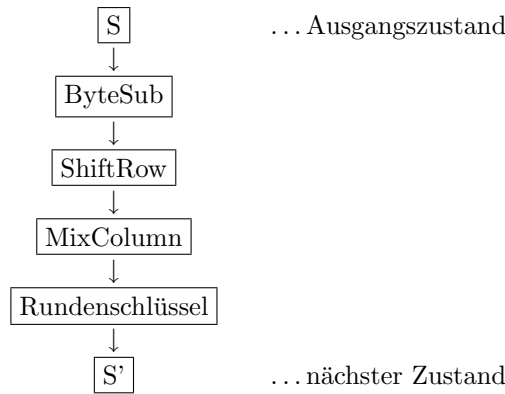 S … Ausgangszustand
ByteSub
ShiftRow
MixColumn
Rundenschlüssel
S’ … nächster Zustand